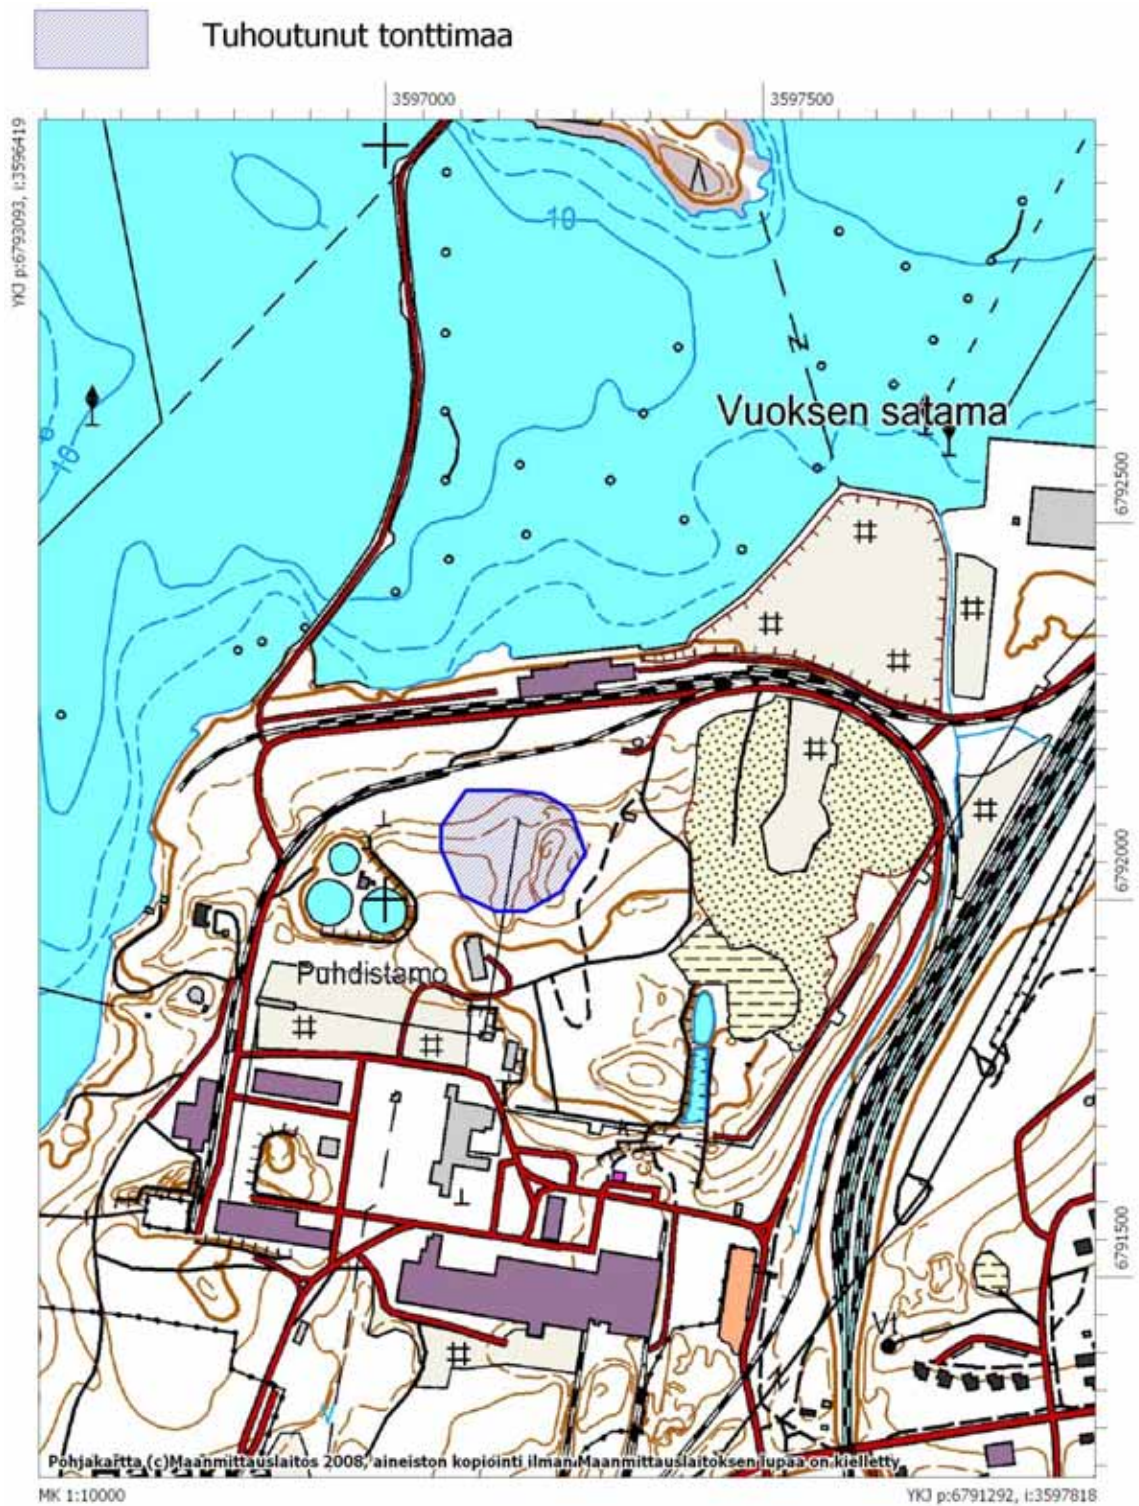 Tuhoutunut tonttimaa
3597000
3597500
YKJ p:6793093, i:3596419
10
Vuoksen satama
10
6792500
6792000
Puhdistamo
6791500
Vt
Pohjakartta (c)Maanmittauslaitos 2008, aineiston kopiointi ilman Maanmittauslaitoksen lupaa on kielletty
MK 1:10000
YKJ p:6791292, i:3597818